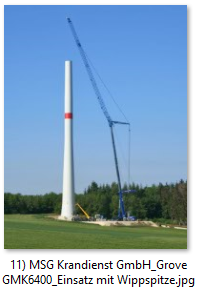 11) MSG Krandienst GmbH_Grove
GMK6400_Einsatz mit Wippspitze.jpg